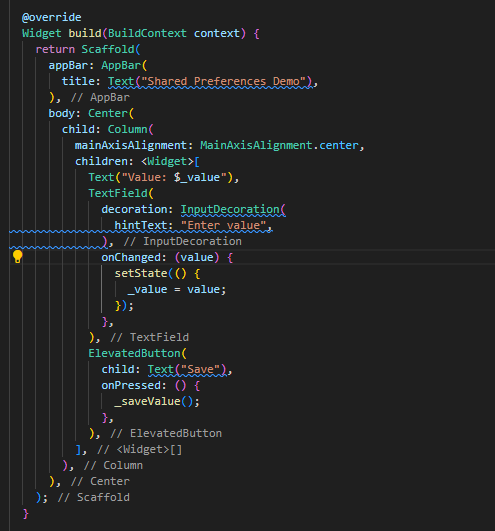 @override
Widget build(BuildContext context) {
  return Scaffold(
    appBar: AppBar(
      title: Text("Shared Preferences Demo"),
    ), // AppBar
    body: Center(
      child: Column(
        mainAxisAlignment: MainAxisAlignment.center,
        children: <Widget>[
          Text("Value: $_value"),
          TextField(
            decoration: InputDecoration(
              hintText: "Enter value",
            ), // InputDecoration
            onChanged: (value) {
              setState(() {
                _value = value;
              });
            },
          ), // TextField
          ElevatedButton(
            child: Text("Save"),
            onPressed: () {
              _saveValue();
            },
          ), // ElevatedButton
        ], // <Widget>[]
      ), // Column
    ), // Center
  ); // Scaffold
}